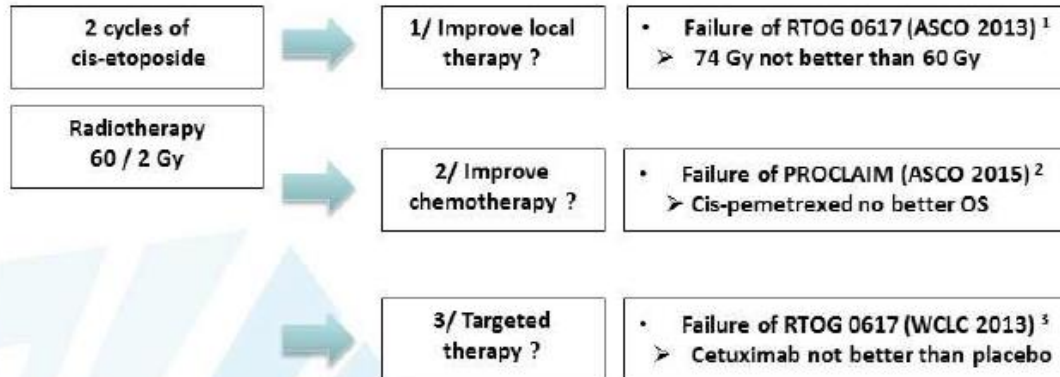 2 cycles of
cis-etoposide
1/ Improve local
therapy ?
• Failure of RTOG 0617 (ASCO 2013) ¹
➤ 74 Gy not better than 60 Gy
Radiotherapy
60 / 2 Gy
2/ Improve
chemotherapy ?
• Failure of PROCLAIM (ASCO 2015) ²
➤ Cis-pemetrexed no better OS
3/ Targeted
therapy ?
• Failure of RTOG 0617 (WCLC 2013) ³
➤ Cetuximab not better than placebo